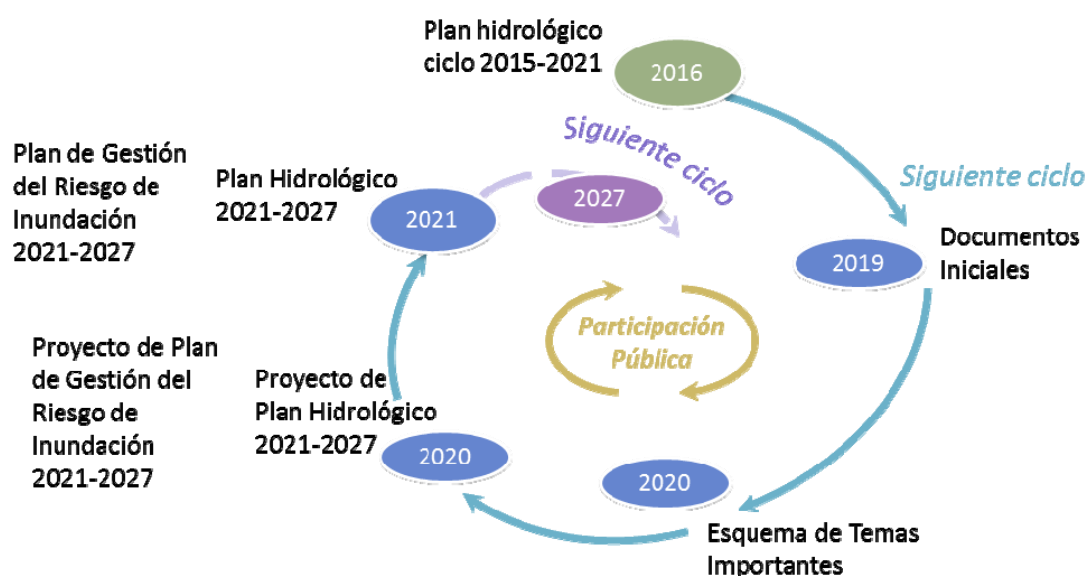 Plan hidrológico
ciclo 2015-2021
2016
Siguiente ciclo
Siguiente ciclo
Plan de Gestión
del Riesgo de
Inundación
2021-2027
Plan Hidrológico
2021-2027
2021
2027
2019
Documentos
Iniciales
Participación
Pública
Proyecto de Plan
de Gestión del
Riesgo de
Inundación
2021-2027
Proyecto de
Plan Hidrológico
2021-2027
2020
2020
Esquema de Temas
Importantes